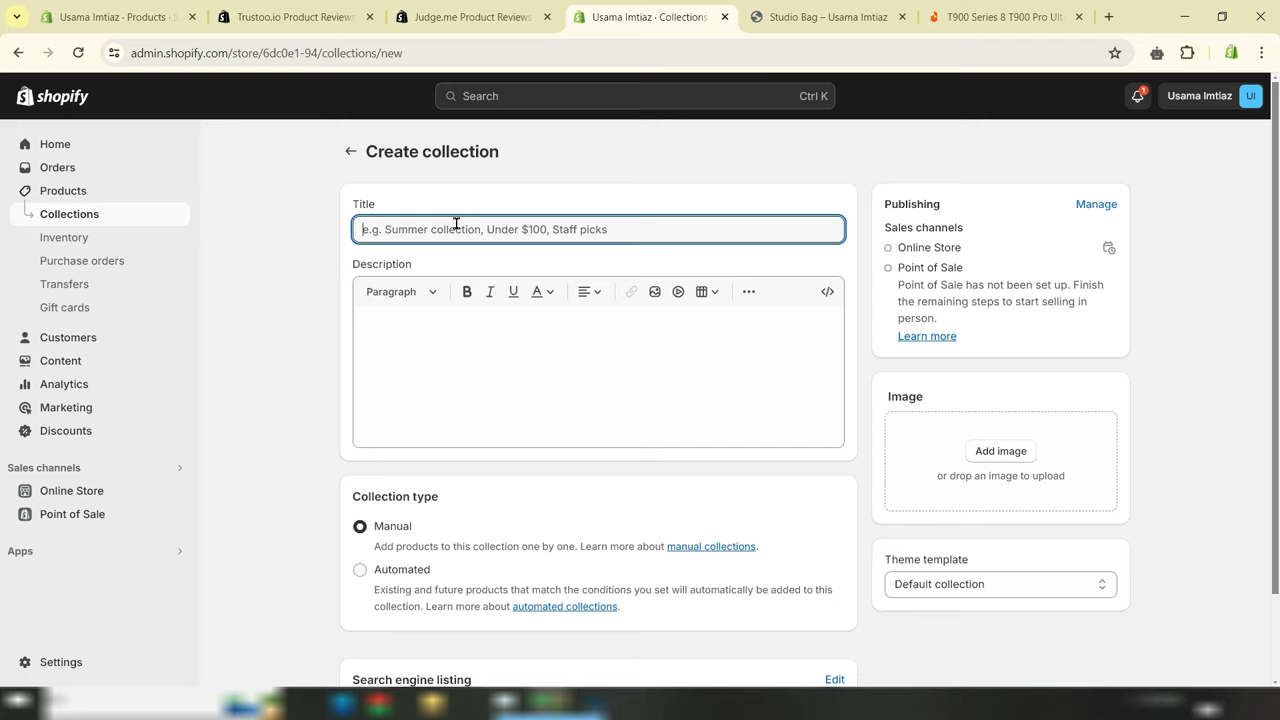 Usama Imtiaz · Products · S
Trustoo.io Product Reviews
Judge.me Product Reviews
Usama Imtiaz · Collections
Studio Bag – Usama Imtiaz
T900 Series 8 T900 Pro Ult
admin.shopify.com/store/6dc0e1-94/collections/new
shopify
Search
Ctrl K
1
Usama Imtiaz
UI
Home
Orders
Products
Collections
Inventory
Purchase orders
Transfers
Gift cards
Customers
Content
Analytics
Marketing
Discounts
Sales channels
Online Store
Point of Sale
Apps
Settings
Create collection
Title
e.g. Summer collection, Under $100, Staff picks
Description
Paragraph
B I U A
Collection type
Manual
Add products to this collection one by one. Learn more about manual collections.
Automated
Existing and future products that match the conditions you set will automatically be added to this
collection. Learn more about automated collections.
Search engine listing
Edit
Publishing
Manage
Sales channels
Online Store
Point of Sale
Point of Sale has not been set up. Finish
the remaining steps to start selling in
person.
Learn more
Image
Add image
or drop an image to upload
Theme template
Default collection